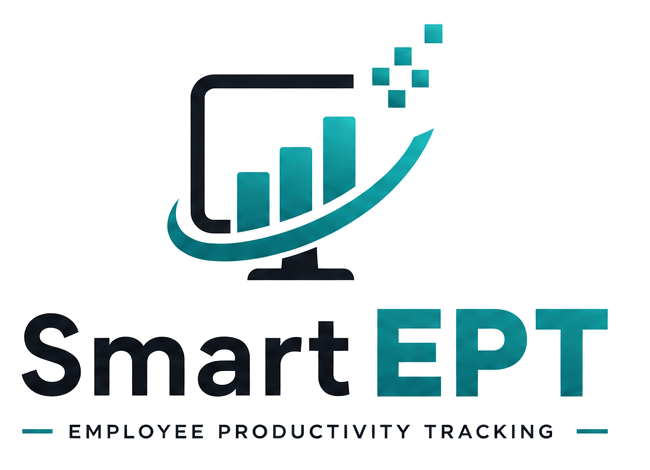 Smart EPT
EMPLOYEE PRODUCTIVITY TRACKING